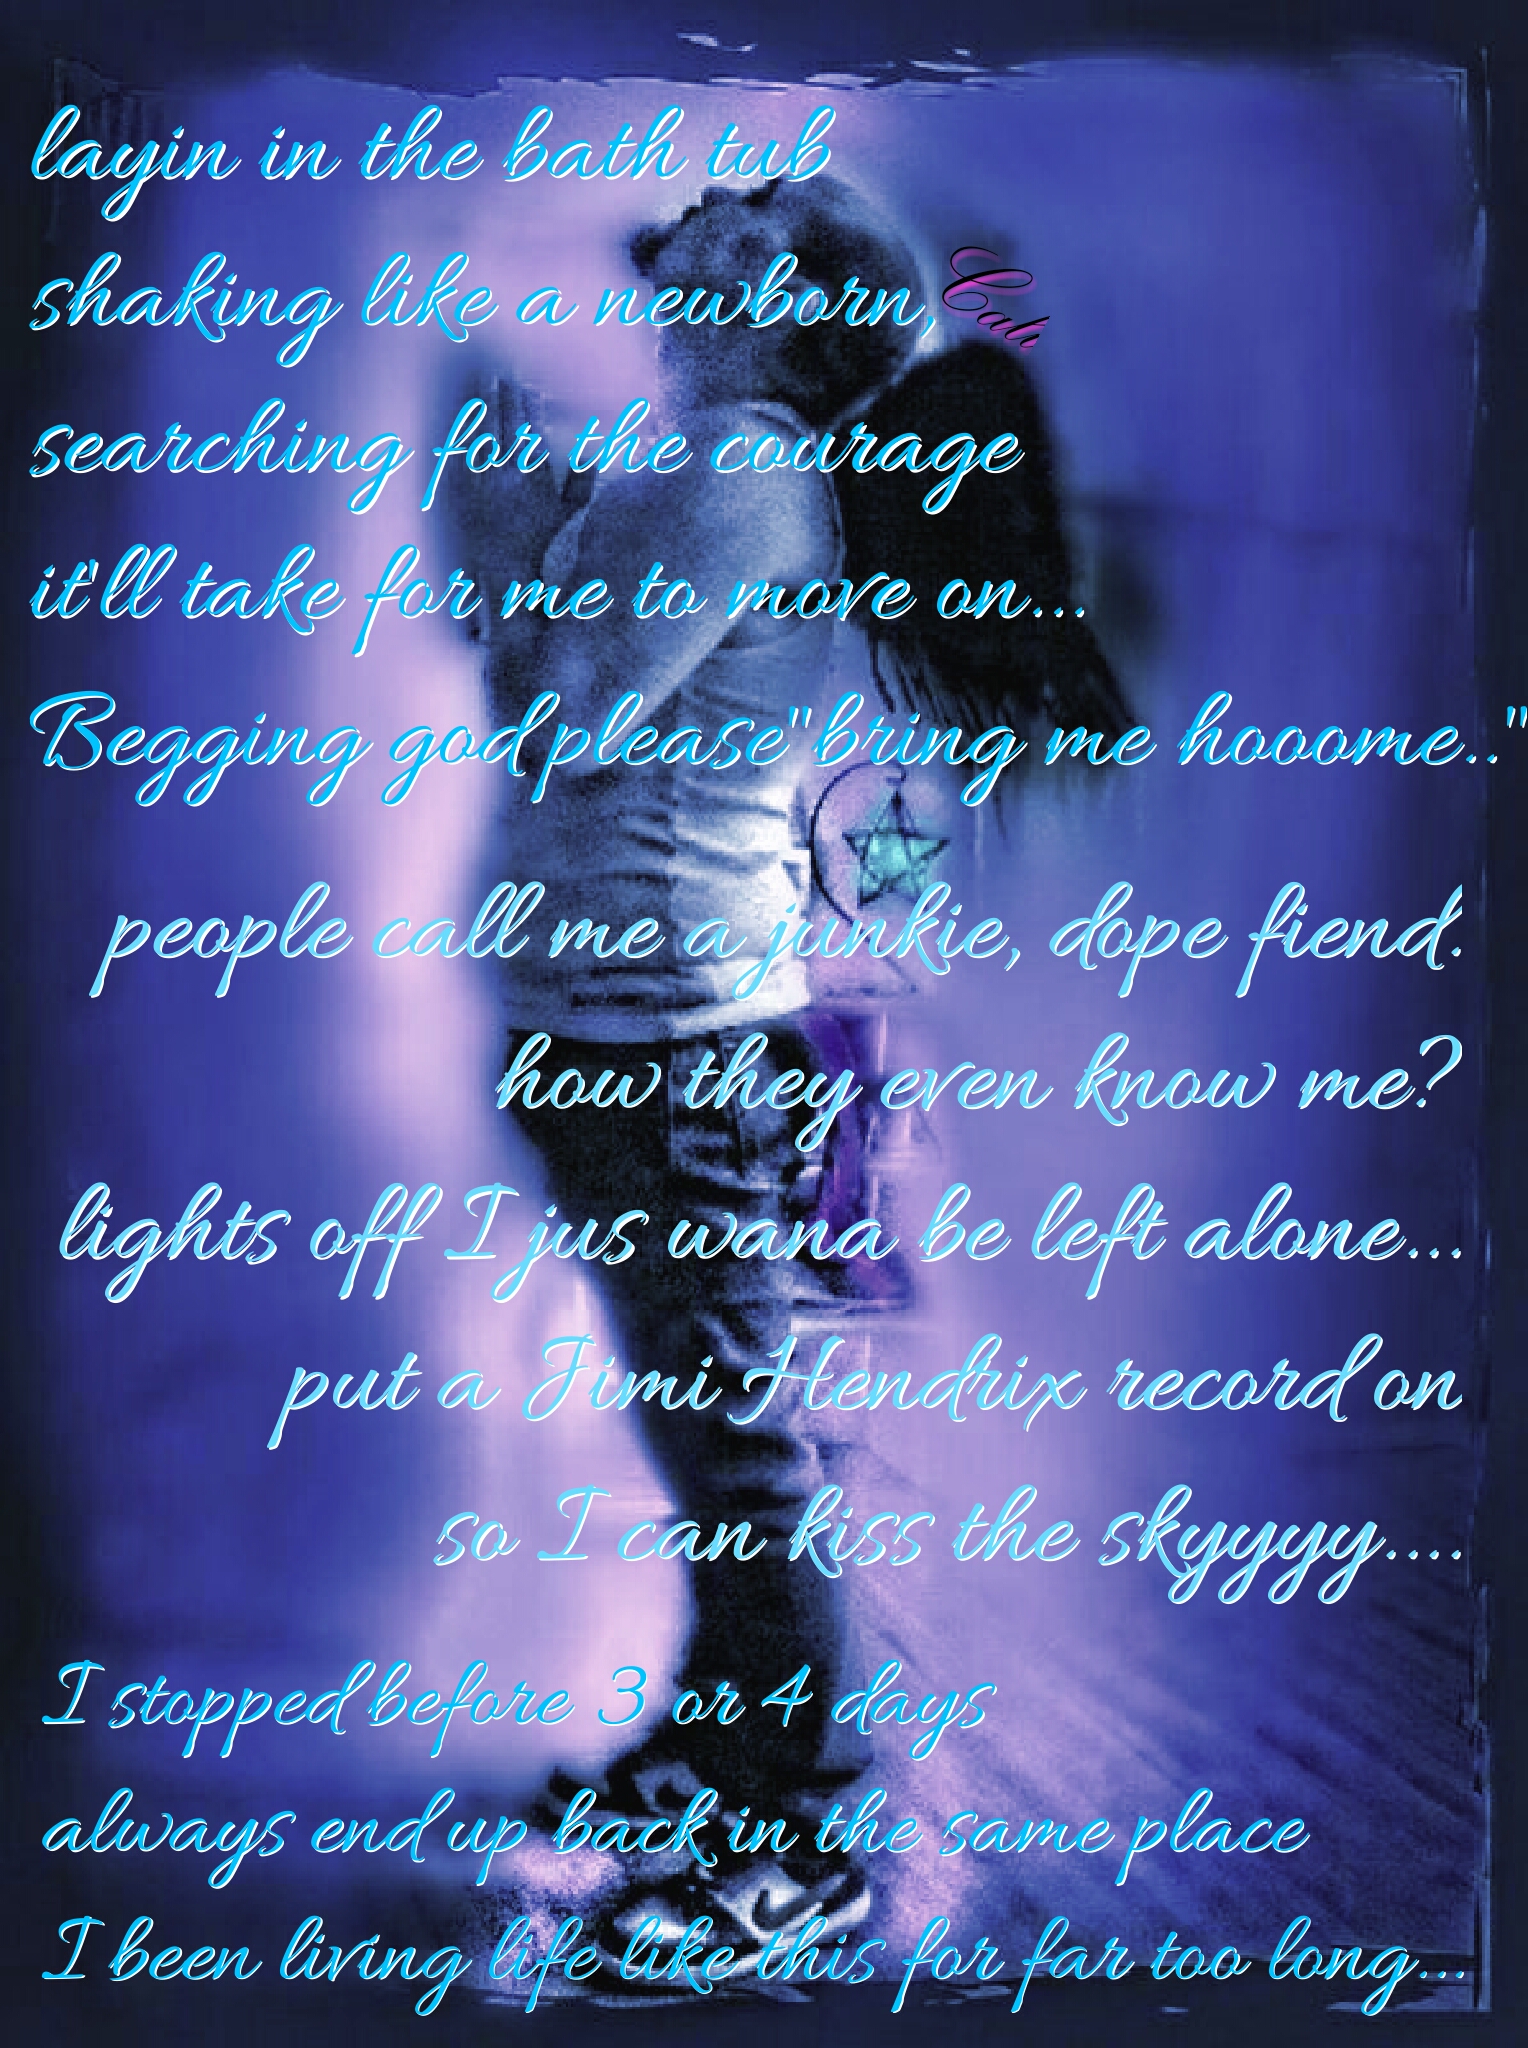 layin in the bath tub
shaking like a newborn,
Cali
searching for the courage
it'll take for me to move on...
Begging god please "bring me hooome.."
people call me a junkie, dope fiend.
how they even know me?
lights off I jus wana be left alone...
put a Jimi Hendrix record on
so I can kiss the skyyyy....
I stopped before 3 or 4 days
always end up back in the same place
I been living life like this for far too long...